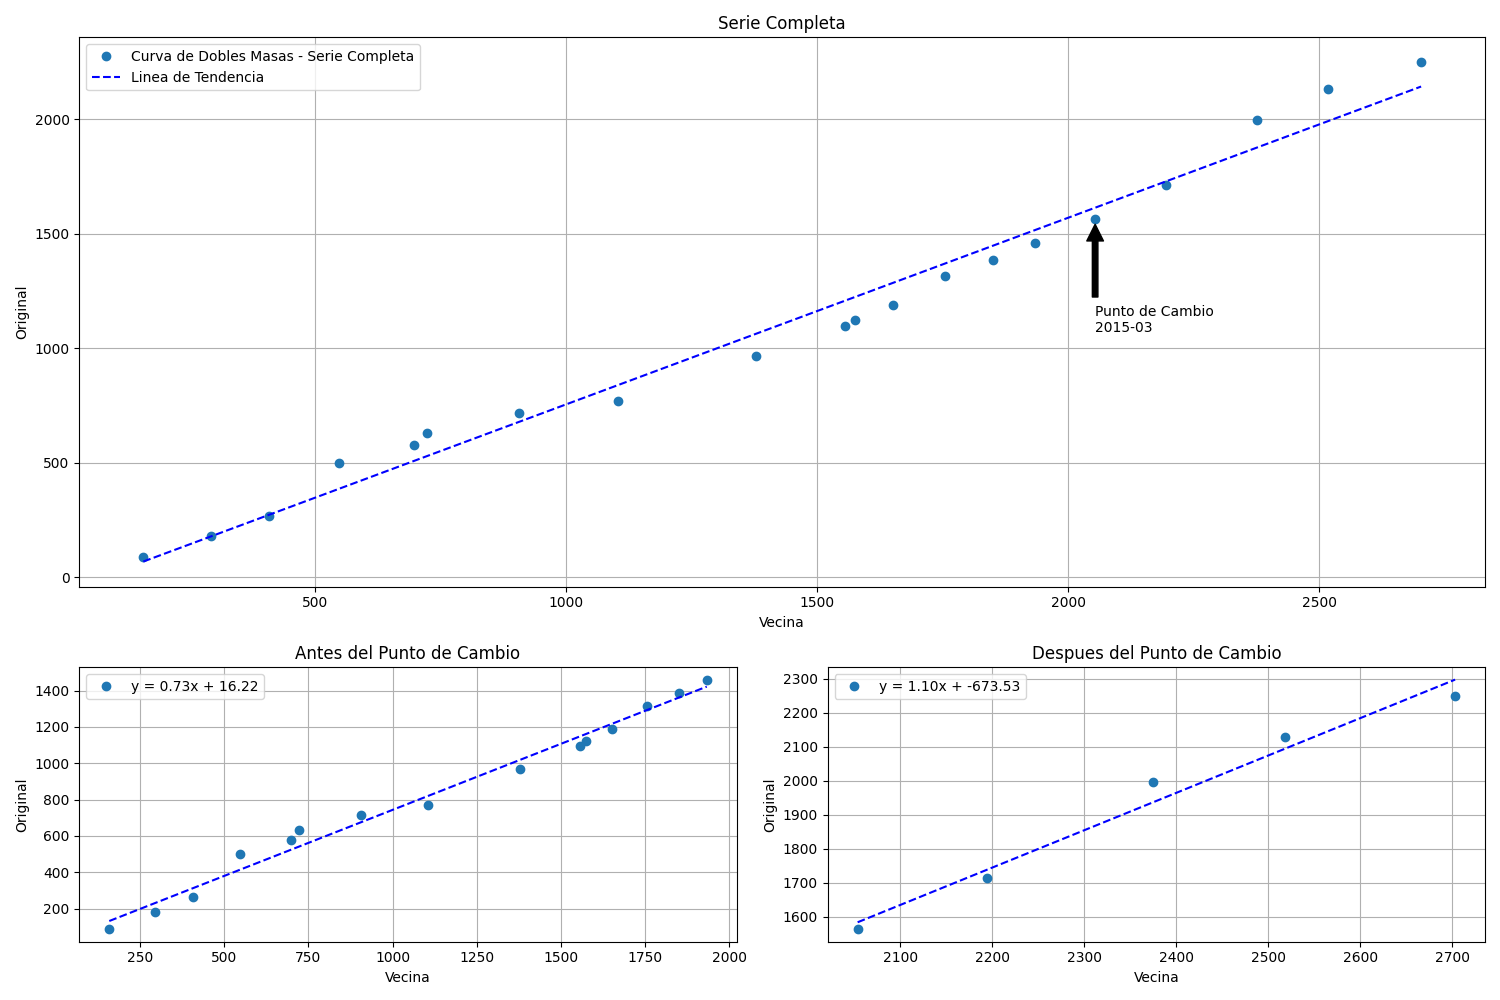 Serie Completa
Curva de Dobles Masas - Serie Completa
Linea de Tendencia
2000
1500
1000
500
0
Original
Punto de Cambio
2015-03
500
1000
1500
2000
2500
Vecina
Antes del Punto de Cambio
y = 0.73x + 16.22
1400
1200
1000
800
600
400
200
Original
250
500
750
1000
1250
1500
1750
2000
Vecina
Despues del Punto de Cambio
y = 1.10x + -673.53
2300
2200
2100
2000
1900
1800
1700
1600
Original
2100
2200
2300
2400
2500
2600
2700
Vecina